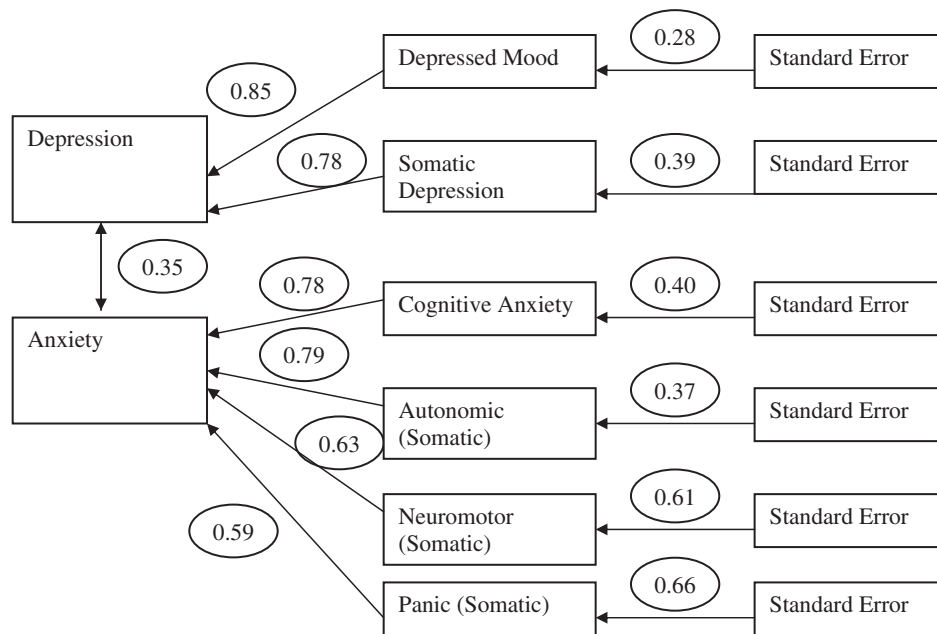 Depressed Mood
0.28
Standard Error
0.85
Depression
0.78
Somatic
Depression
0.39
Standard Error
0.35
0.78
Cognitive Anxiety
0.40
Standard Error
Anxiety
0.79
Autonomic
(Somatic)
0.37
Standard Error
0.63
Neuromotor
(Somatic)
0.61
Standard Error
0.59
Panic (Somatic)
0.66
Standard Error